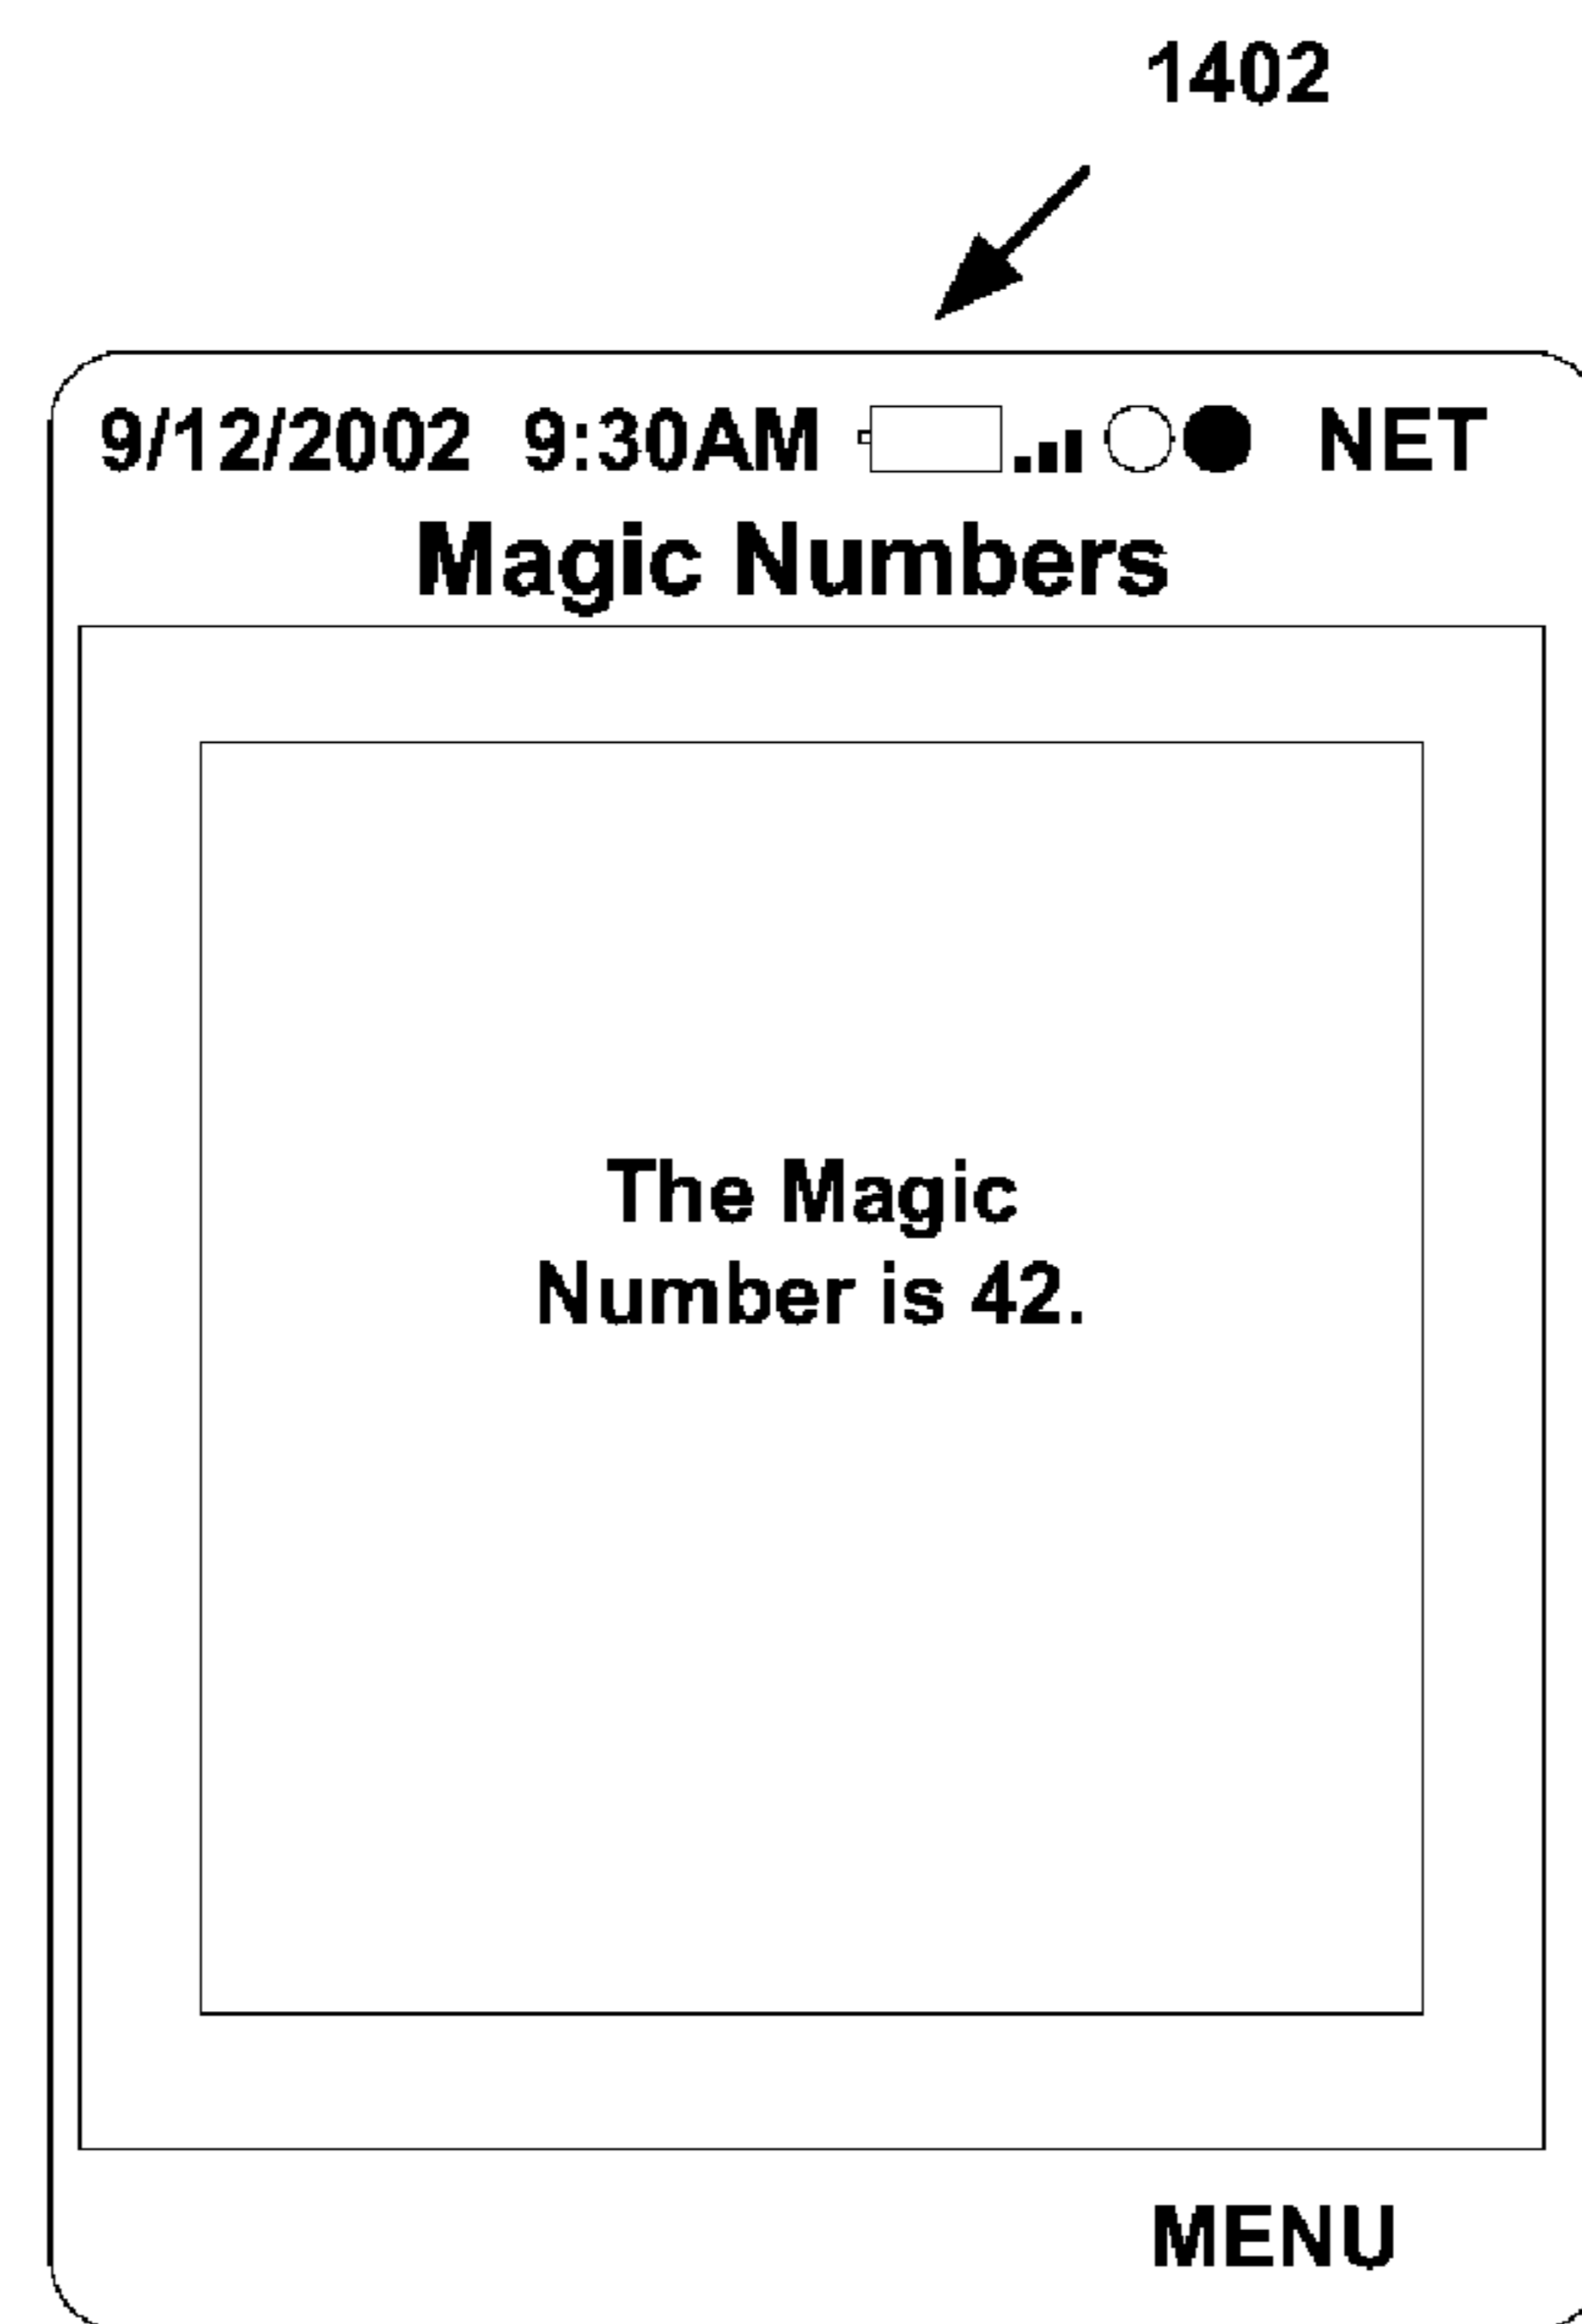 1402
9/12/2002 9:30AM NET
Magic Numbers
The Magic
Number is 42.
MENU